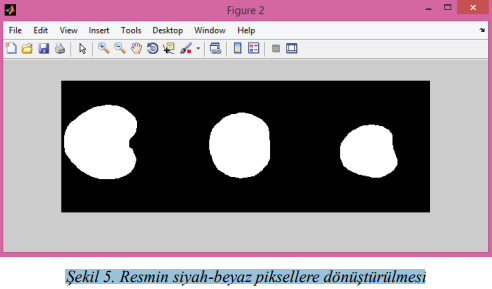 Figure 2
File Edit View Insert Tools Desktop Window Help
Şekil 5. Resmin siyah-beyaz piksellere dönüştürülmesi